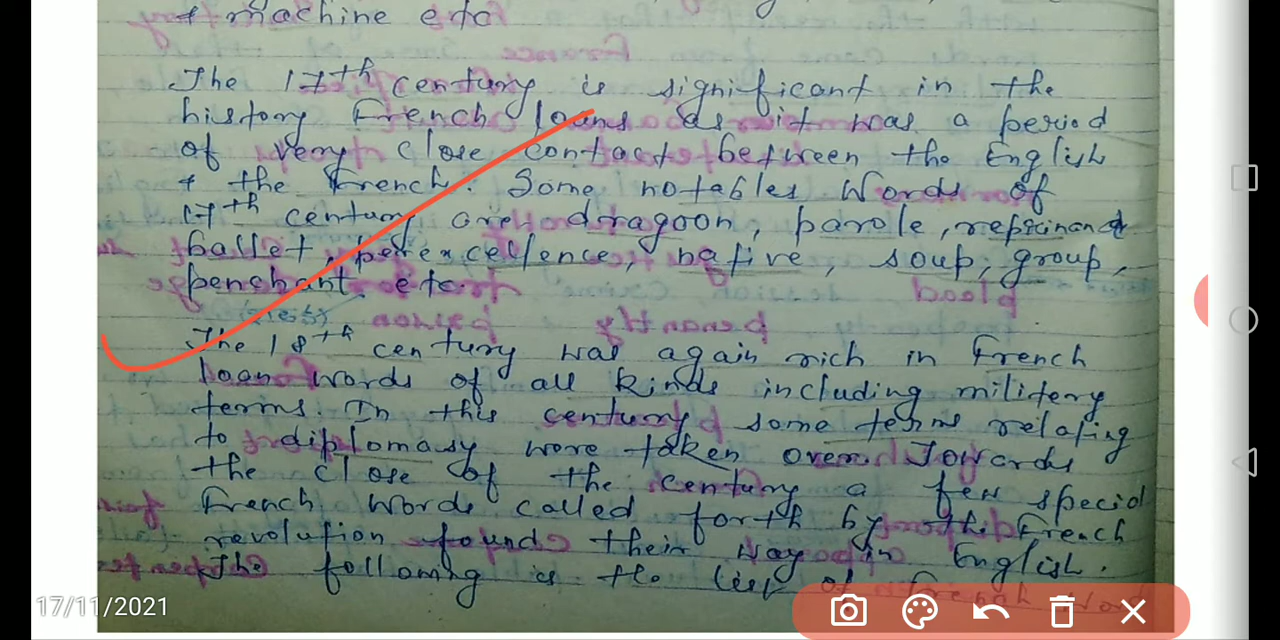 & machine etc
The 17th century is significant in the
history French loans as it was a period
of very close contact between the English
& the French. Some notables words of
17th century are dragoon, parole,
ballet, excellence, native, soup, group,
penchant etc.
The 18th century was again rich in French
loan words of all kinds including militery
terms. In this century some terms relating
to diplomasy were taken over. Towards
the close of the century a few special
French words called forth by the French
revolution found their way in English.
The following is the list of French word
17/11/2021